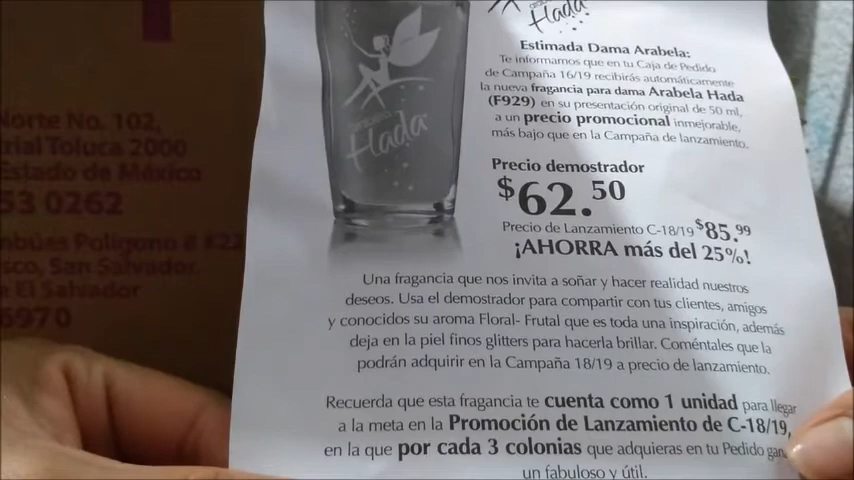 Hada
Estimada Dama Arabela:
Te informamos que en tu Caja de Pedido
de Campaña 16/19 recibirás automáticamente
la nueva fragancia para dama Arabela Hada
(F929) en su presentación original de 50 ml,
a un precio promocional inmejorable,
más bajo que en la Campaña de lanzamiento.
Precio demostrador
$62.50
Precio de Lanzamiento C-18/19 $85.99
¡AHORRA más del 25%!
Hada
Una fragancia que nos invita a soñar y hacer realidad nuestros
deseos. Usa el demostrador para compartir con tus clientes, amigos
y conocidos su aroma Floral- Frutal que es toda una inspiración, además
deja en la piel finos glitters para hacerla brillar. Coméntales que la
podrán adquirir en la Campaña 18/19 a precio de lanzamiento.
Recuerda que esta fragancia te cuenta como 1 unidad para llegar
a la meta en la Promoción de Lanzamiento de C-18/19,
en la que por cada 3 colonias que adquieras en tu Pedido
un fabuloso y útil.
Norte No. 102,
Toluca 2000
Estado de México
53 0262
Polígono
San Salvador
El Salvador
6970